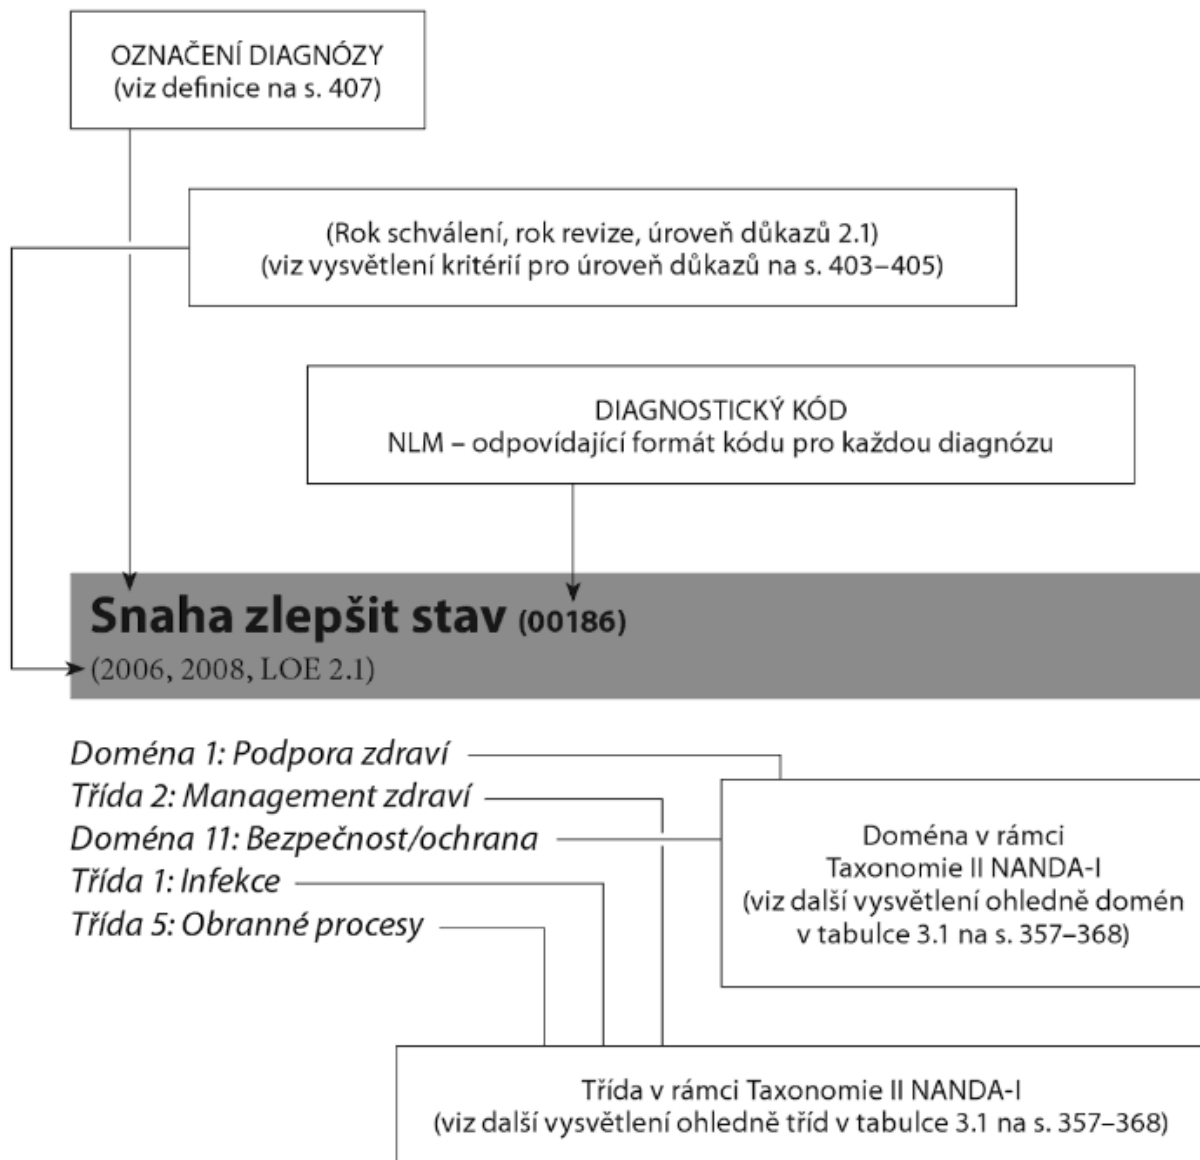 OZNAČENÍ DIAGNÓZY
(viz definice na s. 407)
(Rok schválení, rok revize, úroveň důkazů 2.1)
(viz vysvětlení kritérií pro úroveň důkazů na s. 403–405)
DIAGNOSTICKÝ KÓD
NLM – odpovídající formát kódu pro každou diagnózu
Snaha zlepšit stav (00186)
(2006, 2008, LOE 2.1)
Doména 1: Podpora zdraví
Třída 2: Management zdraví
Doména 11: Bezpečnost/ochrana
Třída 1: Infekce
Třída 5: Obranné procesy
Doména v rámci
Taxonomie II NANDA-I
(viz další vysvětlení ohledně domén
v tabulce 3.1 na s. 357–368)
Třída v rámci Taxonomie II NANDA-I
(viz další vysvětlení ohledně tříd v tabulce 3.1 na s. 357–368)